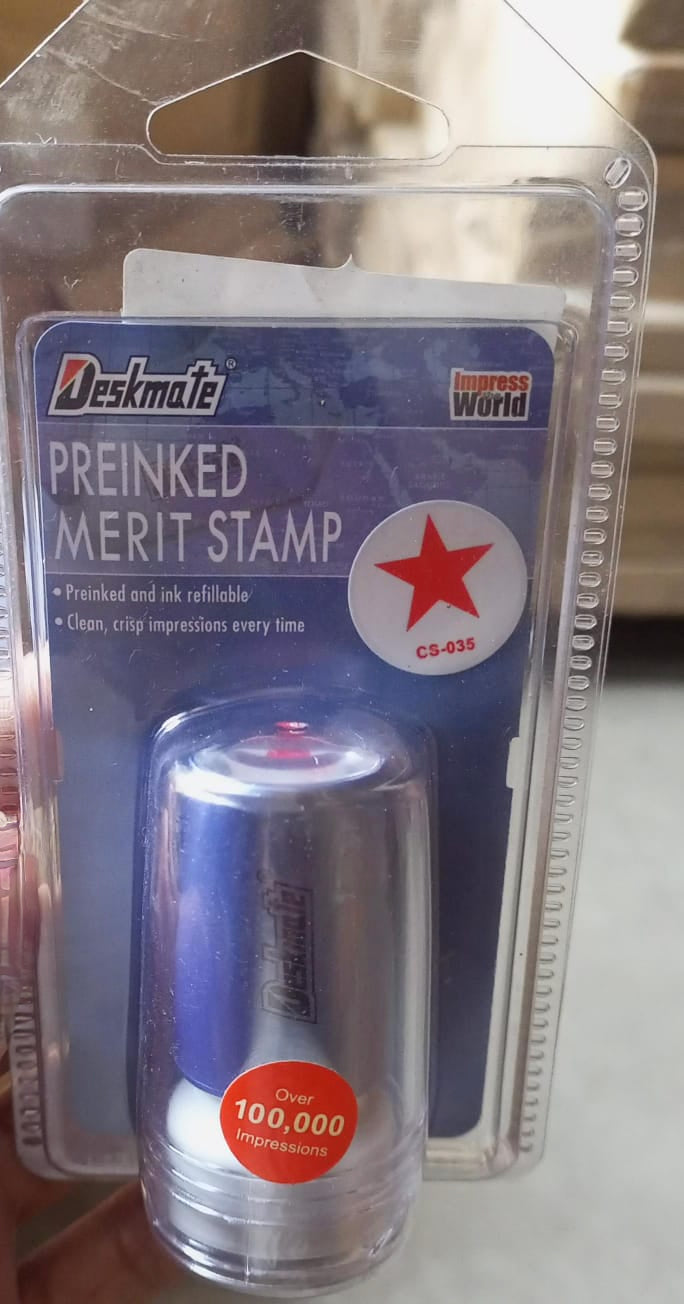 Deskmate®
Impress
the
World
PREINKED
MERIT STAMP
• Preinked and ink refillable
• Clean, crisp impressions every time
CS-035
Deskmate
Over
100,000
Impressions